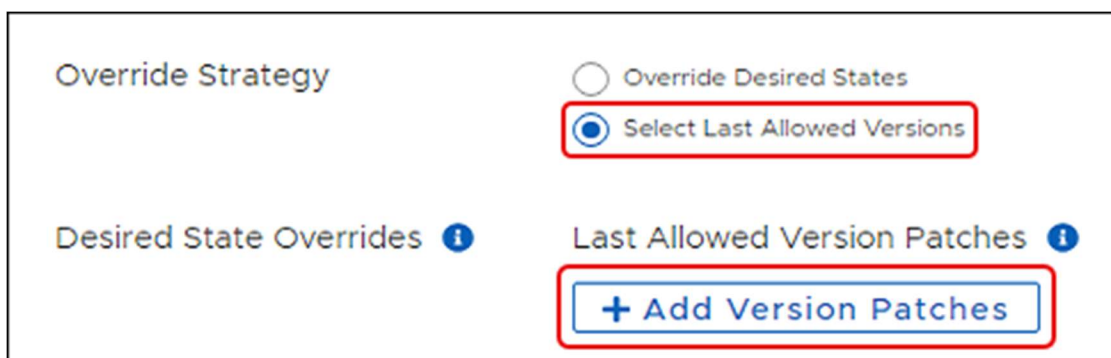 Override Strategy
Override Desired States
Select Last Allowed Versions
Desired State Overrides
Last Allowed Version Patches
+ Add Version Patches